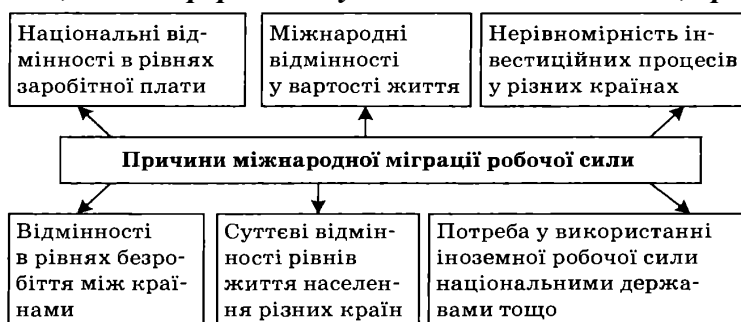 Національні від-
мінності в рівнях
заробітної плати
Міжнародні
відмінності
у вартості життя
Нерівномірність ін-
вестиційних процесів
у різних країнах
Причини міжнародної міграції робочої сили
Відмінності
в рівнях безро-
біття між краї-
нами
Суттєві відмін-
ності рівнів
життя населен-
ня різних країн
Потреба у використанні
іноземної робочої сили
національними держа-
вами тощо